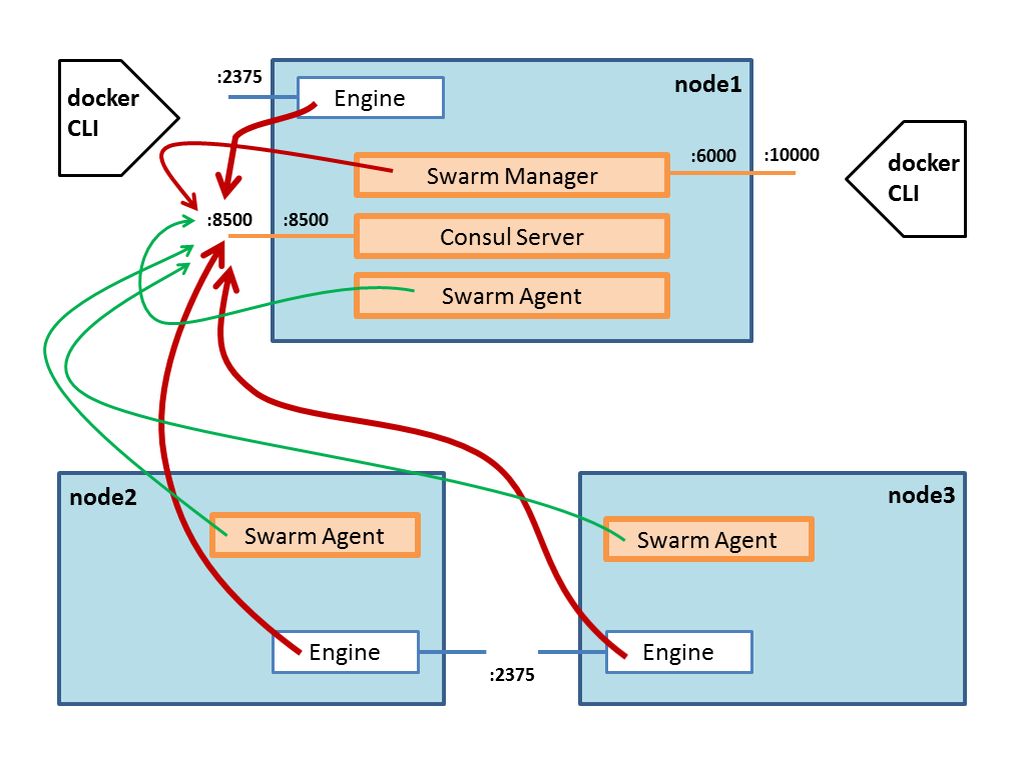 docker
CLI
:2375
Engine
node1
Swarm Manager
:6000
:10000
docker
CLI
:8500
:8500
Consul Server
Swarm Agent
node2
Swarm Agent
Engine
:2375
node3
Swarm Agent
Engine